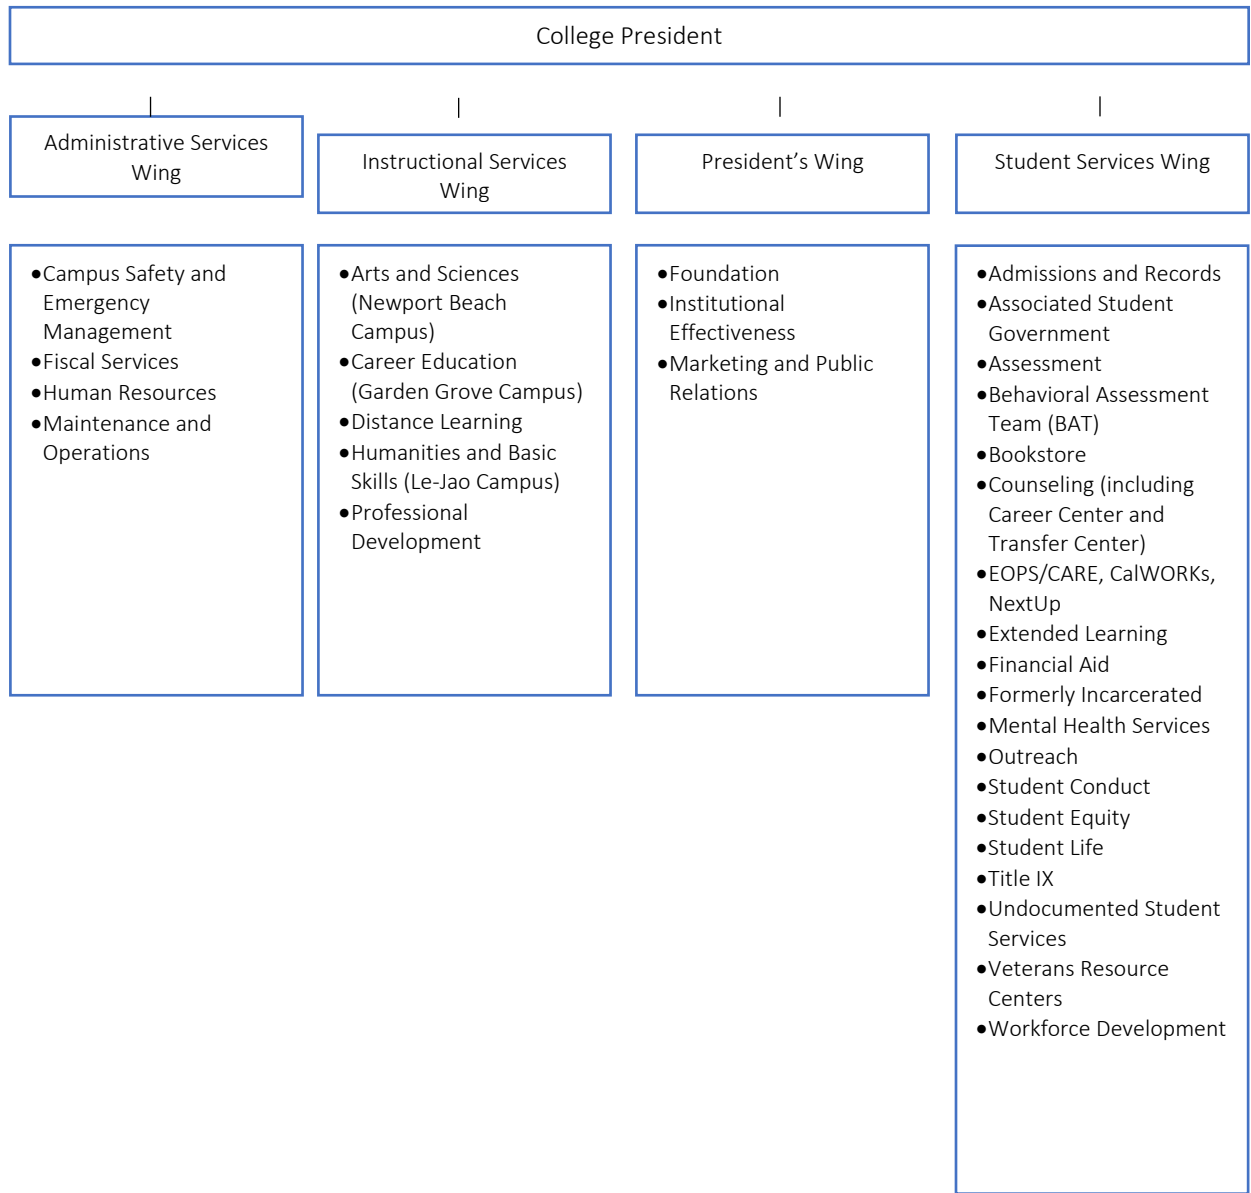 College President
Administrative Services
Wing
Instructional Services
Wing
President’s Wing
Student Services Wing
•Campus Safety and
Emergency
Management
•Fiscal Services
•Human Resources
•Maintenance and
Operations
•Arts and Sciences
(Newport Beach
Campus)
•Career Education
(Garden Grove Campus)
•Distance Learning
•Humanities and Basic
Skills (Le-Jao Campus)
•Professional
Development
•Foundation
•Institutional
Effectiveness
•Marketing and Public
Relations
•Admissions and Records
•Associated Student
Government
•Assessment
•Behavioral Assessment
Team (BAT)
•Bookstore
•Counseling (including
Career Center and
Transfer Center)
•EOPS/CARE, CalWORKs,
NextUp
•Extended Learning
•Financial Aid
•Formerly Incarcerated
•Mental Health Services
•Outreach
•Student Conduct
•Student Equity
•Student Life
•Title IX
•Undocumented Student
Services
•Veterans Resource
Centers
•Workforce Development